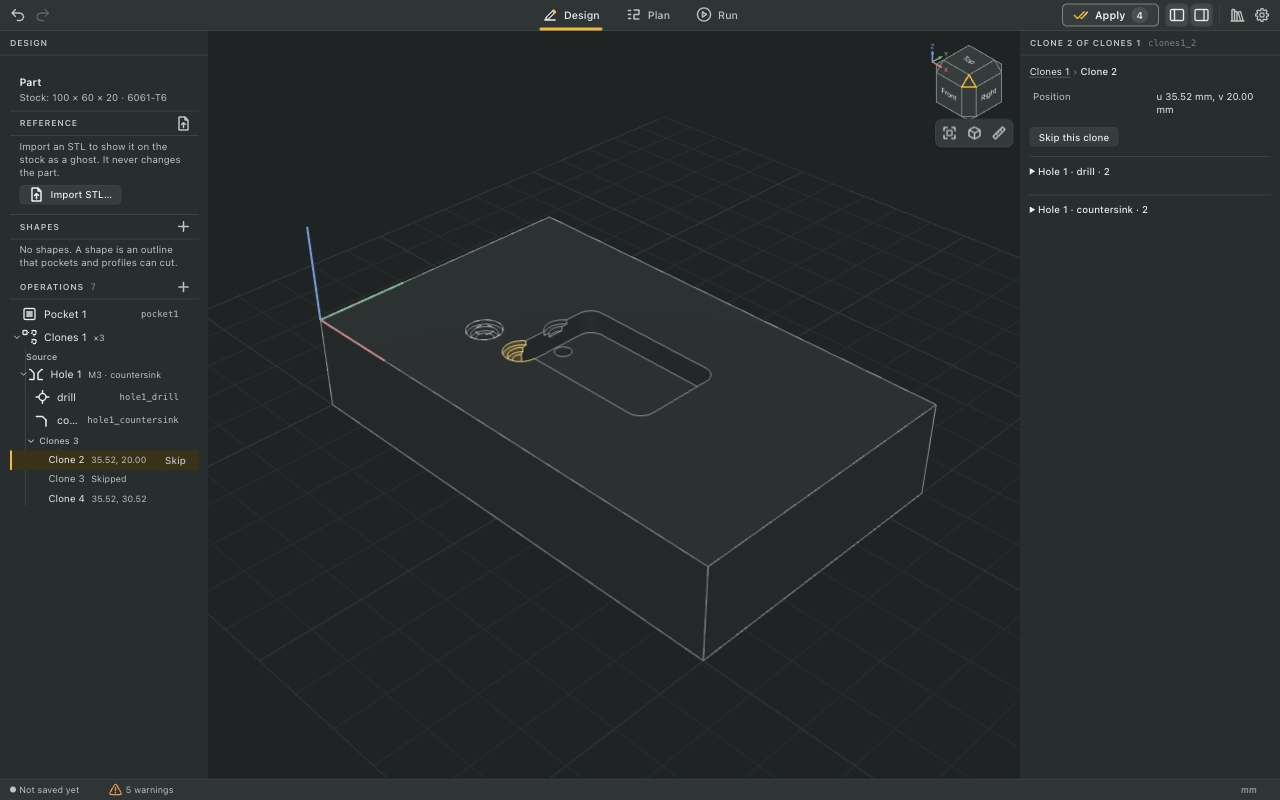 Design
Plan
Run
Apply 4
DESIGN
Part
Stock: 100 × 60 × 20 · 6061-T6
REFERENCE
Import an STL to show it on the
stock as a ghost. It never changes
the part.
Import STL...
SHAPES
No shapes. A shape is an outline
that pockets and profiles can cut.
OPERATIONS 7
Pocket 1 pocket1
Clones 1 ×3
Source
Hole 1 M3 · countersink
drill hole1_drill
co... hole1_countersink
Clones 3
Clone 2 35.52, 20.00 Skip
Clone 3 Skipped
Clone 4 35.52, 30.52
Z
Y
X
Top
Front
Right
CLONE 2 OF CLONES 1 clones1_2
Clones 1 › Clone 2
Position u 35.52 mm, v 20.00
mm
Skip this clone
Hole 1 · drill · 2
Hole 1 · countersink · 2
Not saved yet
5 warnings
mm